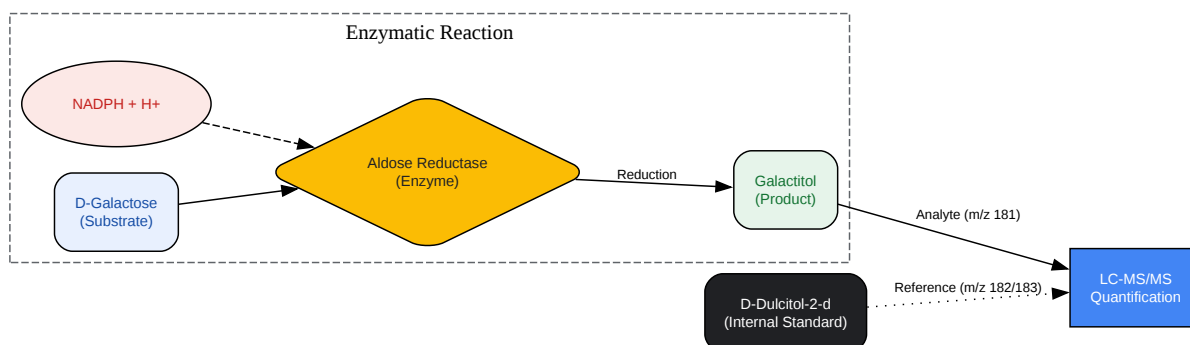 Enzymatic Reaction
NADPH + H+
Aldose Reductase
(Enzyme)
D-Galactose
(Substrate)
Reduction
Galactitol
(Product)
Analyte (m/z 181)
LC-MS/MS
Quantification
Reference (m/z 182/183)
D-Dulcitol-2-d
(Internal Standard)